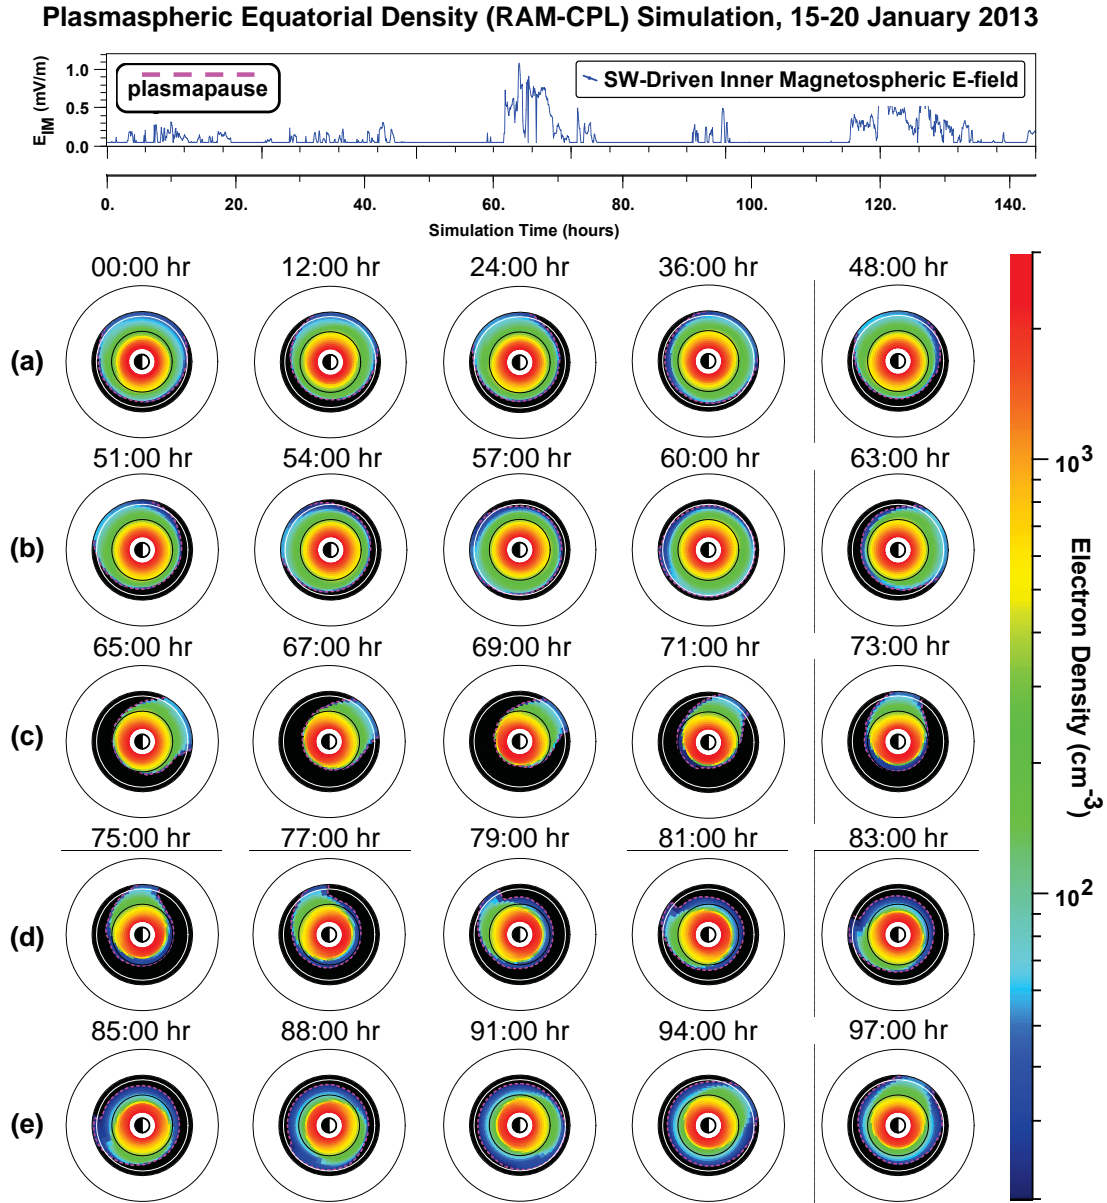 Plasmaspheric Equatorial Density (RAM-CPL) Simulation, 15-20 January 2013
E_IM (mV/m)
1.0
0.5
0.0
plasmapause
SW-Driven Inner Magnetospheric E-field
0. 20. 40. 60. 80. 100. 120. 140.
Simulation Time (hours)
00:00 hr 12:00 hr 24:00 hr 36:00 hr 48:00 hr
(a)
51:00 hr 54:00 hr 57:00 hr 60:00 hr 63:00 hr
(b)
65:00 hr 67:00 hr 69:00 hr 71:00 hr 73:00 hr
(c)
75:00 hr 77:00 hr 79:00 hr 81:00 hr 83:00 hr
(d)
85:00 hr 88:00 hr 91:00 hr 94:00 hr 97:00 hr
(e)
10³
10²
Electron Density (cm⁻³)